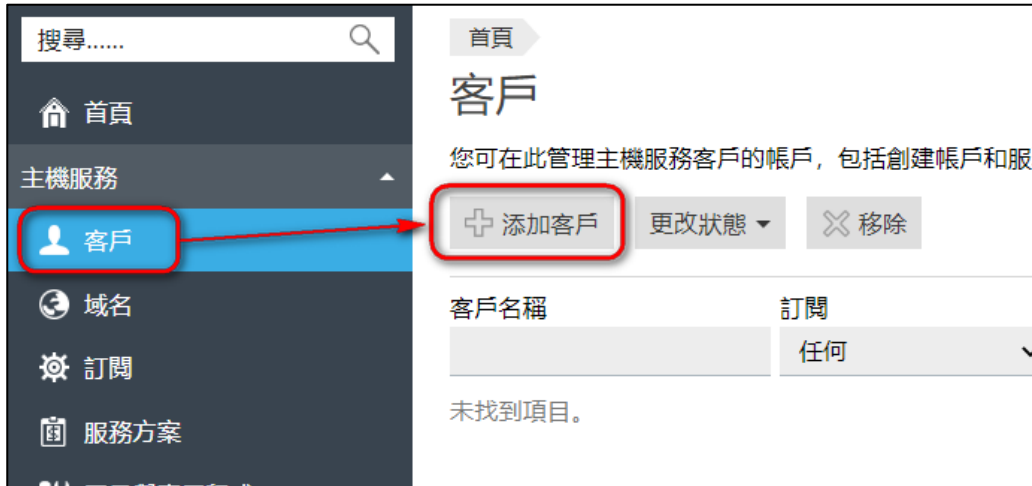 搜尋......
首頁
主機服務
客戶
域名
訂閱
服務方案
首頁
客戶
您可在此管理主機服務客戶的帳戶，包括創建帳戶和服
添加客戶
更改狀態
移除
客戶名稱
訂閱
任何
未找到項目。